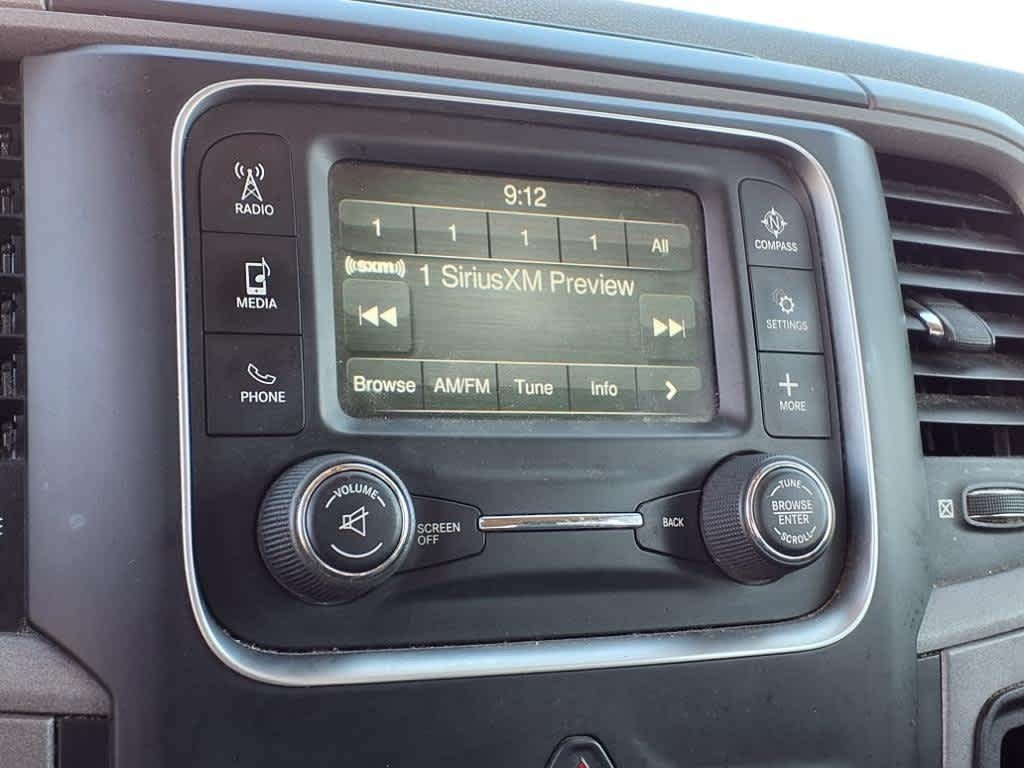 RADIO
MEDIA
PHONE
9:12
1 1 1 1 All
((sxm)) 1 SiriusXM Preview
Browse AM/FM Tune Info >
N
COMPASS
SETTINGS
MORE
VOLUME
SCREEN
OFF
BACK
TUNE
BROWSE
ENTER
SCROLL